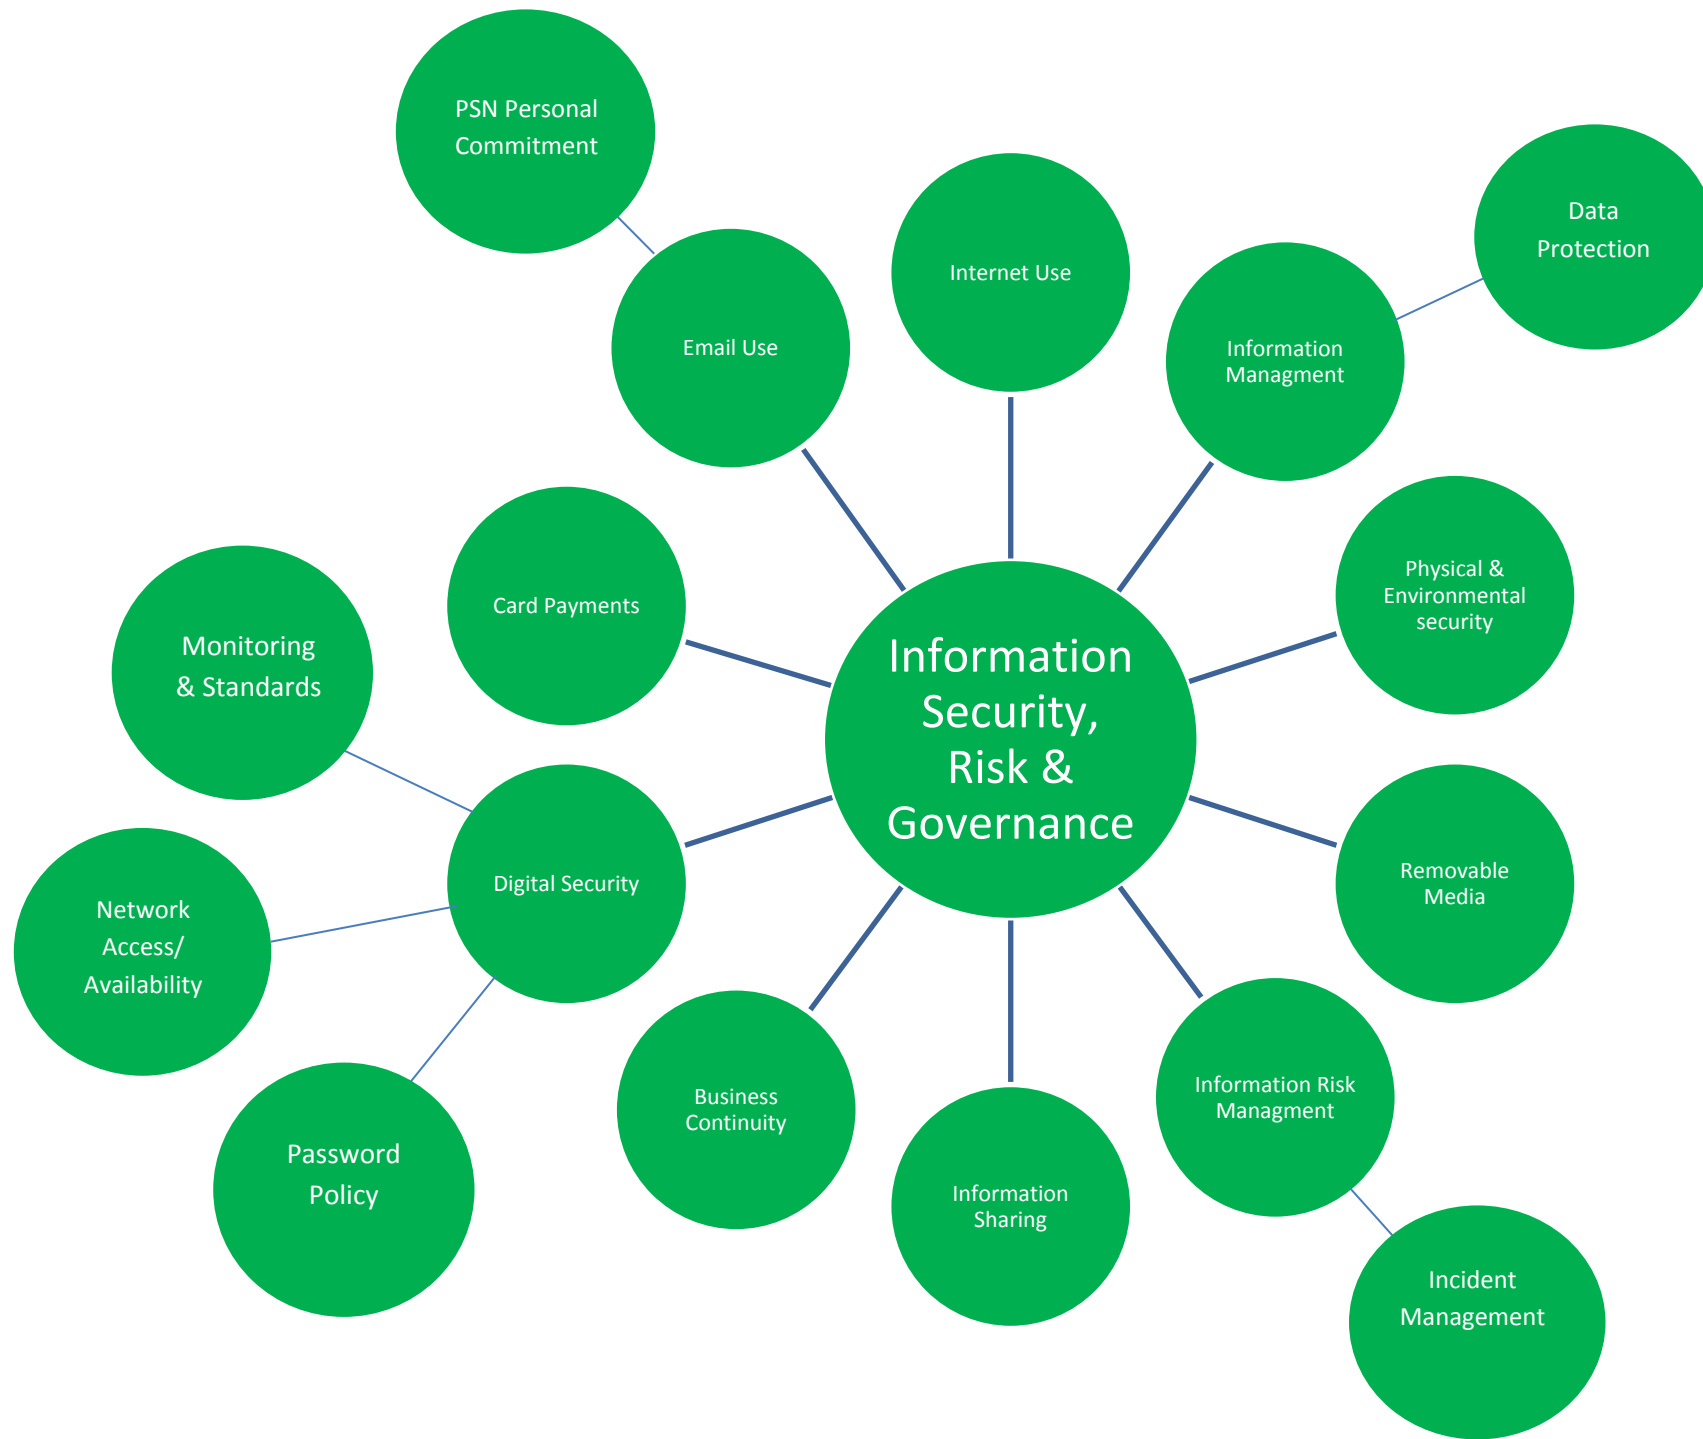 PSN Personal
Commitment
Data
Protection
Internet Use
Email Use
Information
Managment
Physical &
Environmental
security
Card Payments
Monitoring
& Standards
Information
Security,
Risk &
Governance
Removable
Media
Digital Security
Network
Access/
Availability
Information Risk
Managment
Business
Continuity
Password
Policy
Information
Sharing
Incident
Management